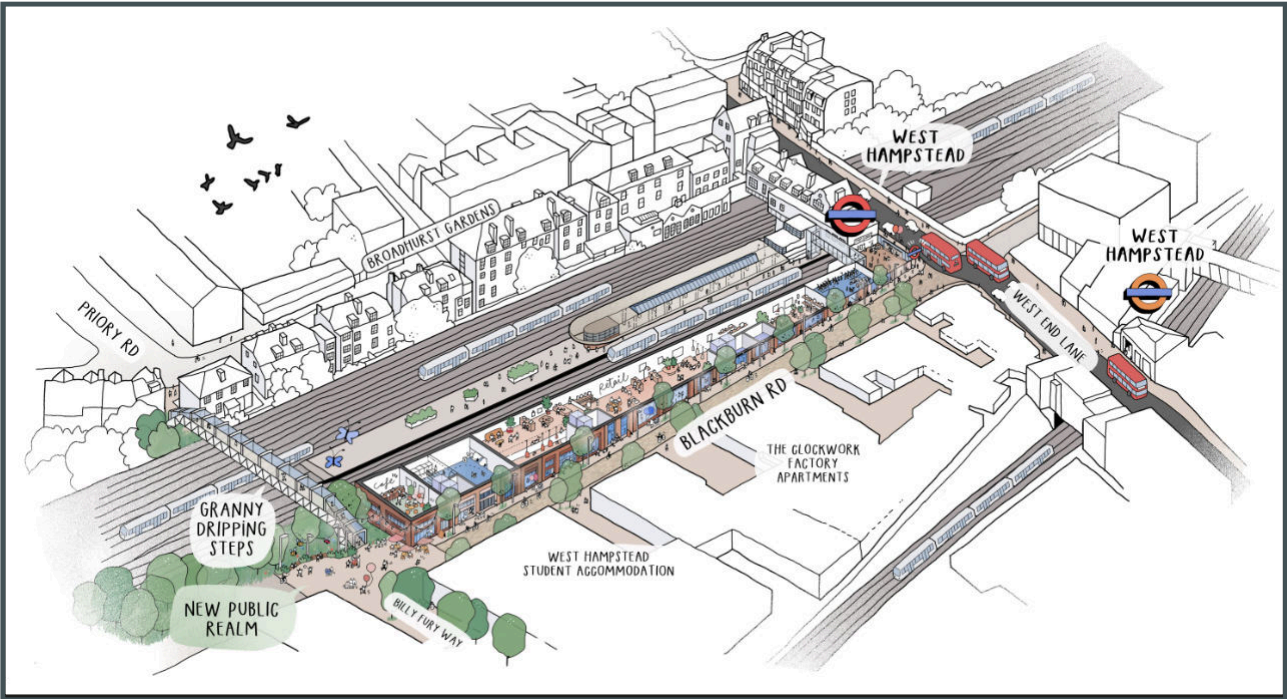 WEST
HAMPSTEAD
WEST
HAMPSTEAD
BROADHURST GARDENS
PRIORY RD
WEST END LANE
retail
BLACKBURN RD
THE CLOCKWORK
FACTORY
APARTMENTS
café
GRANNY
DRIPPING
STEPS
WEST HAMPSTEAD
STUDENT ACCOMMODATION
NEW PUBLIC
REALM
BILLY FURY WAY